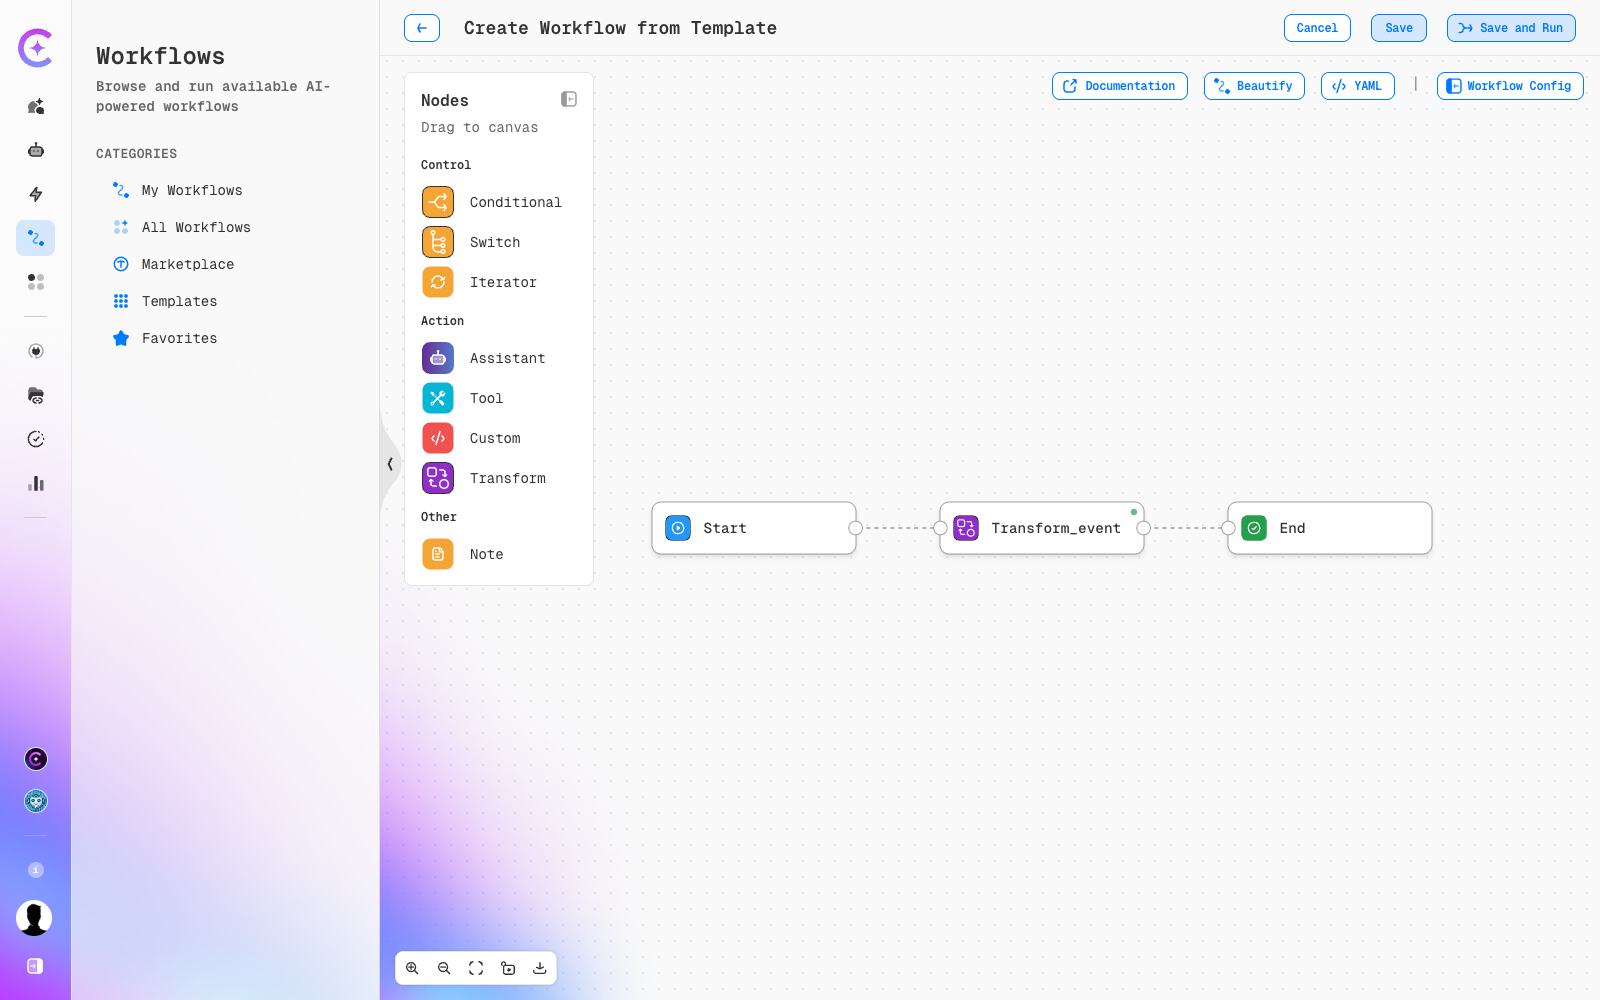 Workflows
Browse and run available AI-
powered workflows
CATEGORIES
My Workflows
All Workflows
Marketplace
Templates
Favorites
Create Workflow from Template
Cancel
Save
Save and Run
Documentation
Beautify
YAML
Workflow Config
Nodes
Drag to canvas
Control
Conditional
Switch
Iterator
Action
Assistant
Tool
Custom
Transform
Other
Note
Start
Transform_event
End